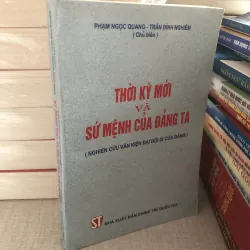 PHẠM NGỌC QUANG - TRẦN ĐÌNH NGHIÊM
(Chủ biên)
THỜI KỲ MỚI
VÀ
SỨ MỆNH CỦA ĐẢNG TA
(NGHIÊN CỨU VĂN KIỆN ĐẠI HỘI IX CỦA ĐẢNG)
ST NHÀ XUẤT BẢN CHÍNH TRỊ QUỐC GIA